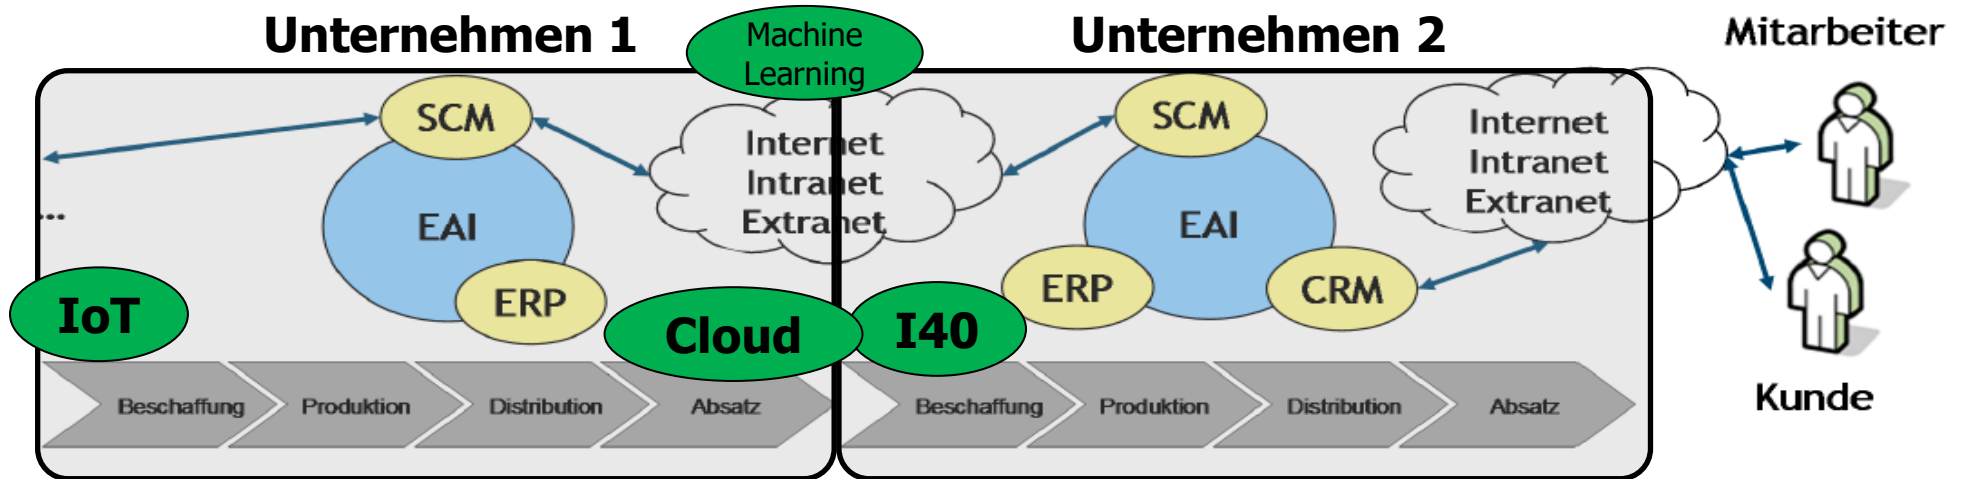 Unternehmen 1
Machine
Learning
Unternehmen 2
Mitarbeiter
SCM
Internet
Intranet
Extranet
EAI
ERP
...
IoT
Cloud
SCM
EAI
ERP
CRM
I40
Internet
Intranet
Extranet
Kunde
Beschaffung
Produktion
Distribution
Absatz
Beschaffung
Produktion
Distribution
Absatz